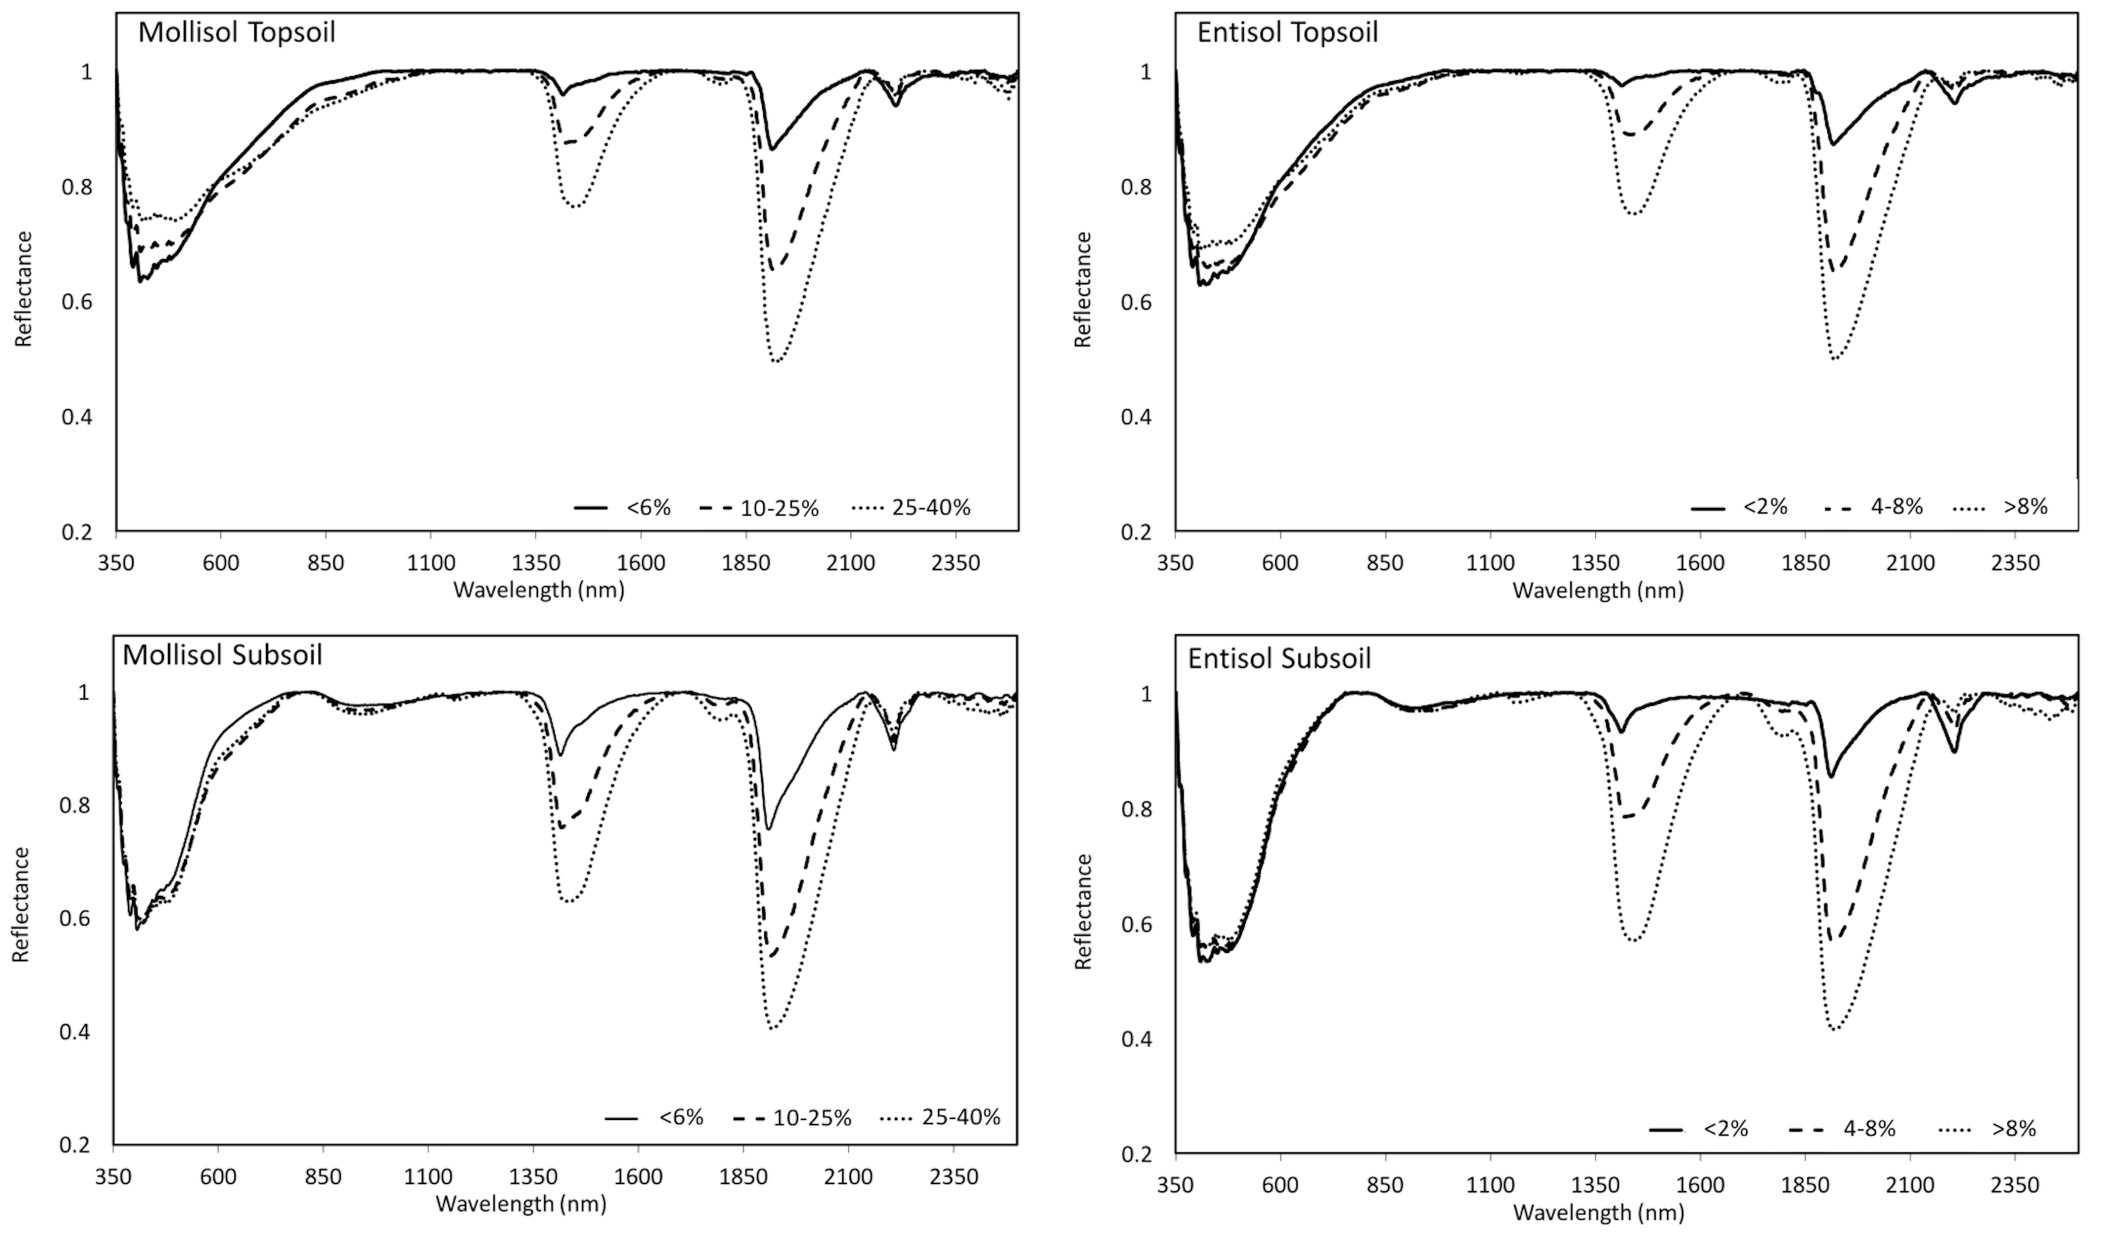 Mollisol Topsoil
Reflectance
1
0.8
0.6
0.4
0.2
<6% 10-25% 25-40%
350 600 850 1100 1350 1600 1850 2100 2350
Wavelength (nm)
Entisol Topsoil
Reflectance
1
0.8
0.6
0.4
0.2
<2% 4-8% >8%
350 600 850 1100 1350 1600 1850 2100 2350
Wavelength (nm)
Mollisol Subsoil
Reflectance
1
0.8
0.6
0.4
0.2
<6% 10-25% 25-40%
350 600 850 1100 1350 1600 1850 2100 2350
Wavelength (nm)
Entisol Subsoil
Reflectance
1
0.8
0.6
0.4
0.2
<2% 4-8% >8%
350 600 850 1100 1350 1600 1850 2100 2350
Wavelength (nm)